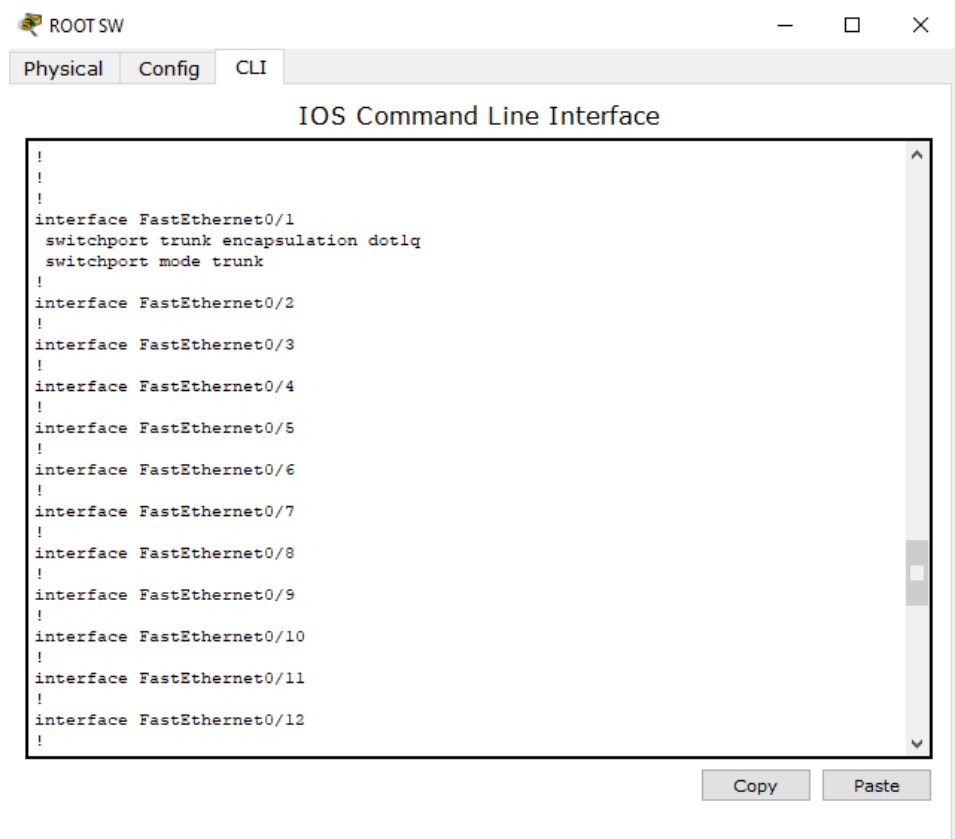 ROOT SW
Physical Config CLI
IOS Command Line Interface
!
!
!
interface FastEthernet0/1
 switchport trunk encapsulation dot1q
 switchport mode trunk
!
interface FastEthernet0/2
!
interface FastEthernet0/3
!
interface FastEthernet0/4
!
interface FastEthernet0/5
!
interface FastEthernet0/6
!
interface FastEthernet0/7
!
interface FastEthernet0/8
!
interface FastEthernet0/9
!
interface FastEthernet0/10
!
interface FastEthernet0/11
!
interface FastEthernet0/12
!
Copy Paste